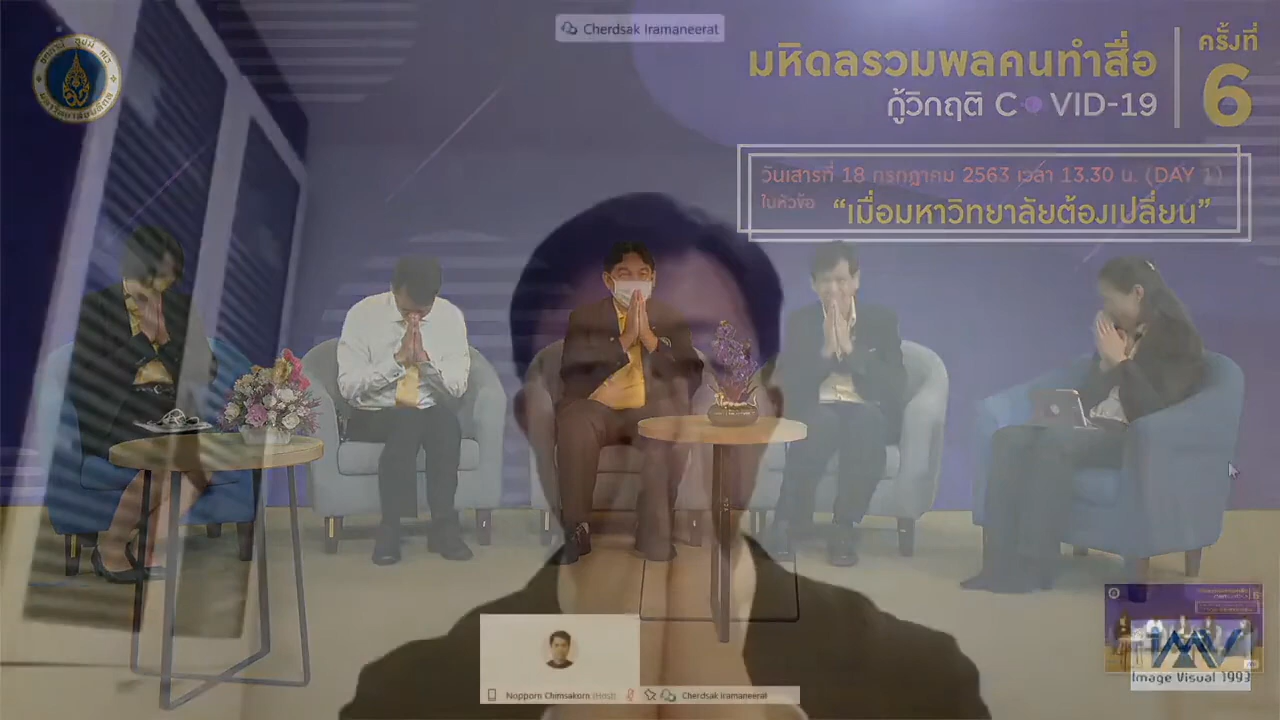 Cherdsak Iramaneerat
มหิดลรวมพลคนทำสื่อ
กู้วิกฤติ COVID-19
ครั้งที่
6
วันเสารที่ 18 กรกฎาคม 2563 เวลา 13.30 น. (DAY 1)
ในหัวข้อ “เมื่อมหาวิทยาลัยต้องเปลี่ยน”
Nopporn Chimsakorn (Host)
Cherdsak Iramaneerat
IMV
Image Visual 1993